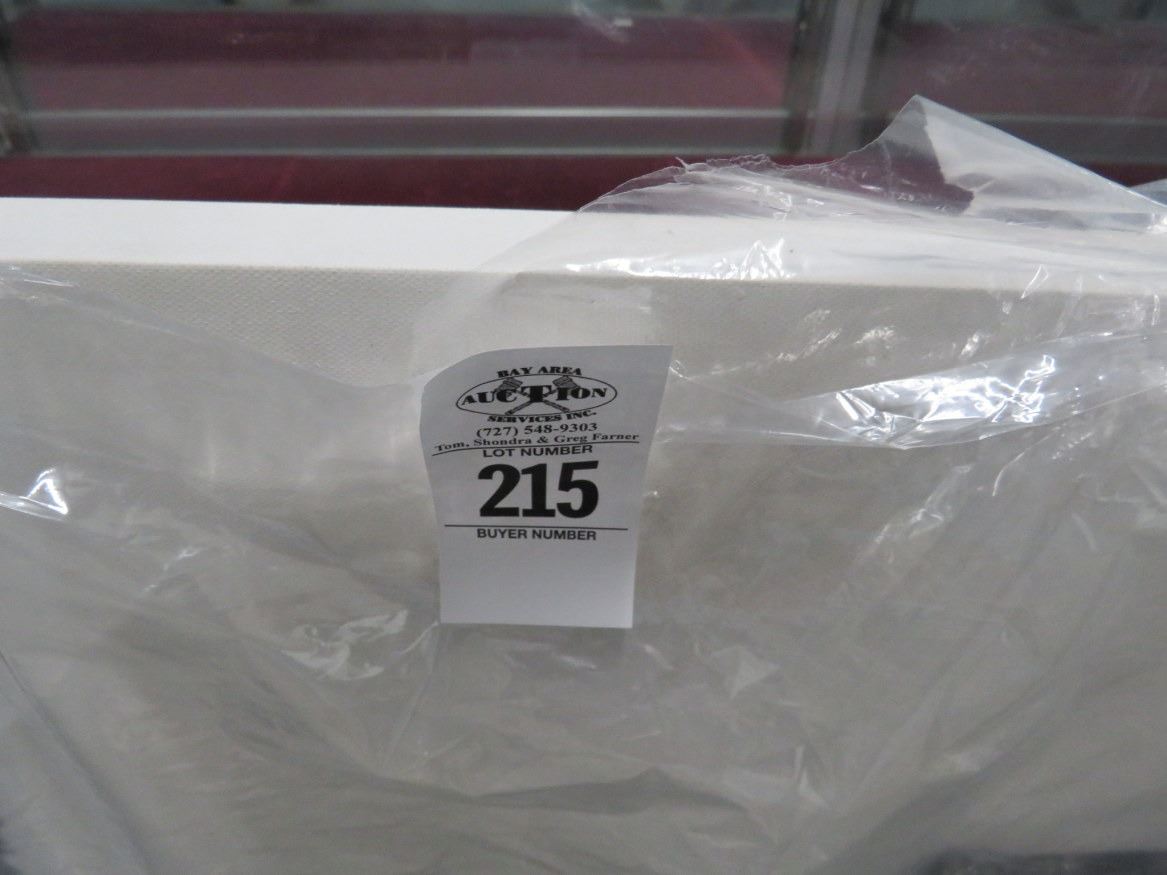 BAY AREA
AUCTION
SERVICES INC.
(727) 548-9303
Tom, Shondra & Greg Farner
LOT NUMBER
215
BUYER NUMBER